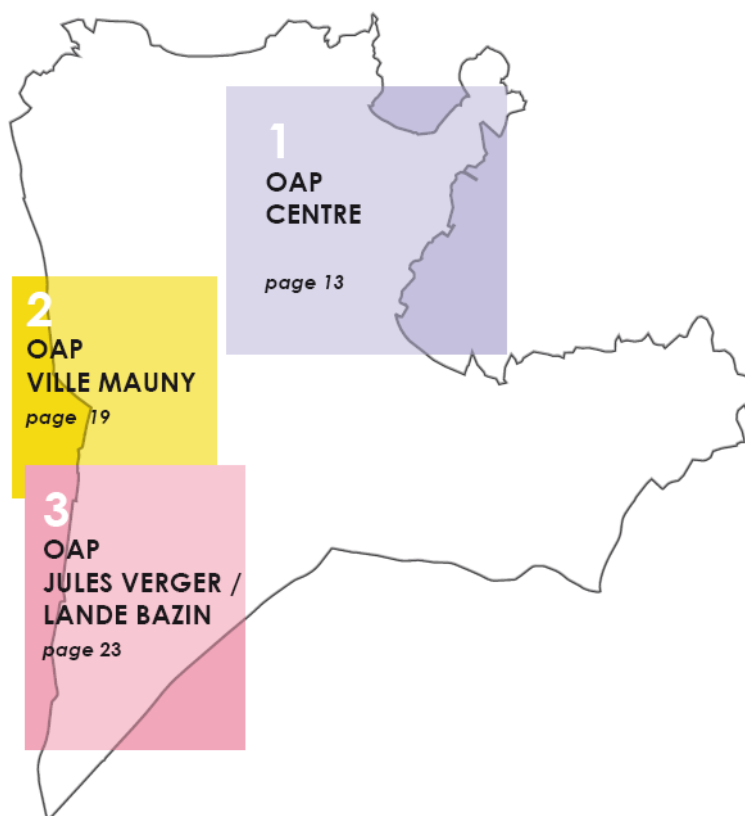 1
OAP
CENTRE
page 13
2
OAP
VILLE MAUNY
page 19
3
OAP
JULES VERGER /
LANDE BAZIN
page 23